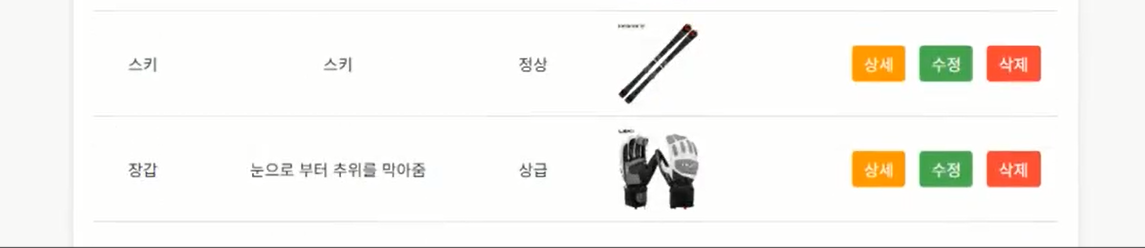 스키 스키 정상 상세 수정 삭제
LEKI
장갑 눈으로 부터 추위를 막아줌 상급 상세 수정 삭제